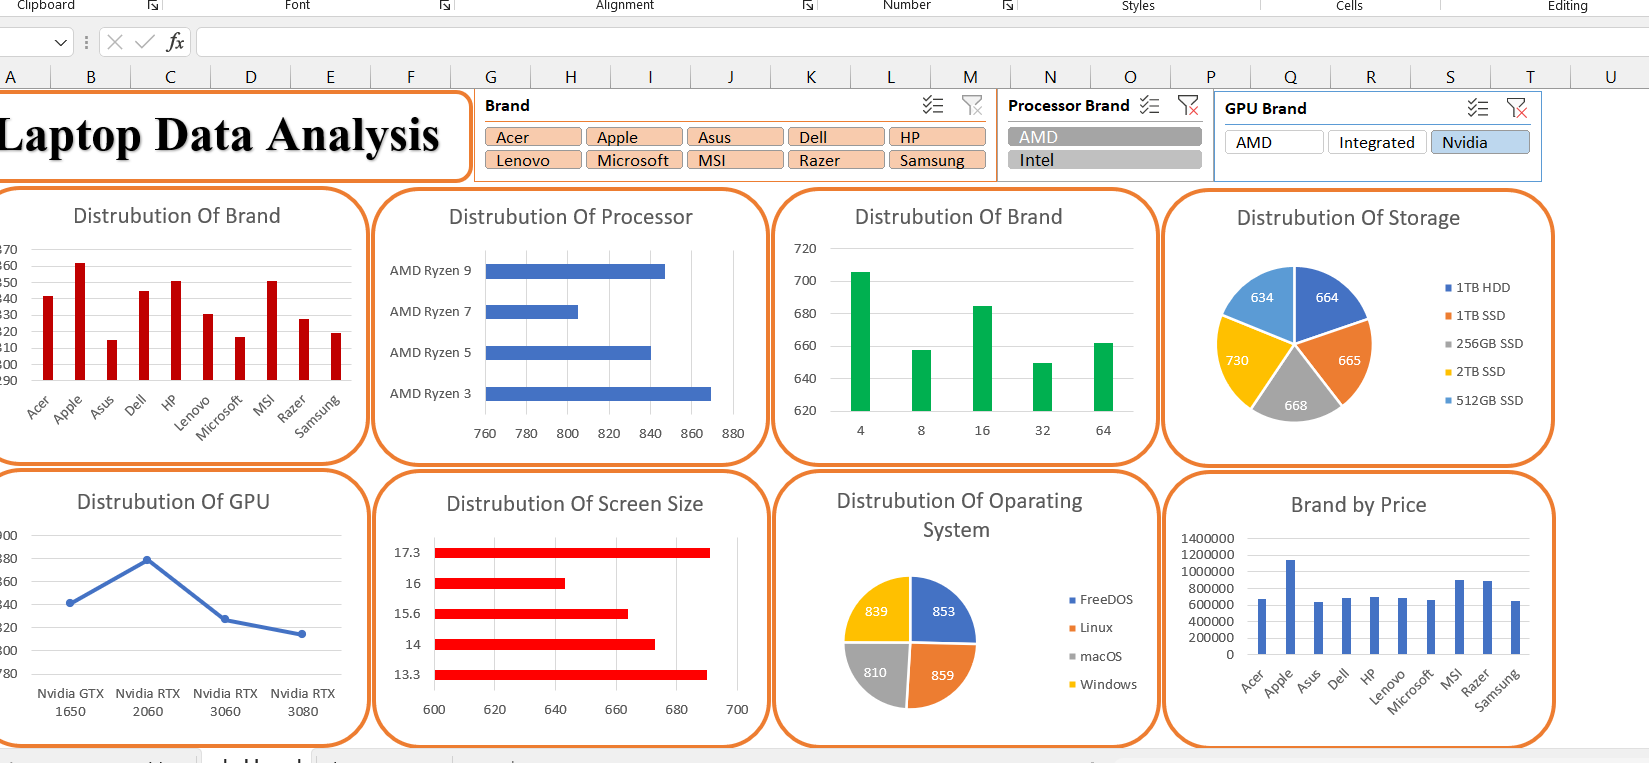 Clipboard Font Alignment Number Styles Cells Editing
fx
A B C D E F G H I J K L M N O P Q R S T U
Laptop Data Analysis
Brand
Acer Apple Asus Dell HP
Lenovo Microsoft MSI Razer Samsung
Processor Brand
AMD
Intel
GPU Brand
AMD Integrated Nvidia
Distrubution Of Brand
370
360
350
340
330
320
310
300
290
Acer Apple Asus Dell HP Lenovo Microsoft MSI Razer Samsung
Distrubution Of Processor
AMD Ryzen 9
AMD Ryzen 7
AMD Ryzen 5
AMD Ryzen 3
760 780 800 820 840 860 880
Distrubution Of Brand
720
700
680
660
640
620
4 8 16 32 64
Distrubution Of Storage
634 664
730 665
668
1TB HDD
1TB SSD
256GB SSD
2TB SSD
512GB SSD
Distrubution Of GPU
900
880
860
840
820
800
780
Nvidia GTX 1650
Nvidia RTX 2060
Nvidia RTX 3060
Nvidia RTX 3080
Distrubution Of Screen Size
17.3
16
15.6
14
13.3
600 620 640 660 680 700
Distrubution Of Oparating
System
839 853
810 859
FreeDOS
Linux
macOS
Windows
Brand by Price
1400000
1200000
1000000
800000
600000
400000
200000
0
Acer Apple Asus Dell HP Lenovo Microsoft MSI Razer Samsung